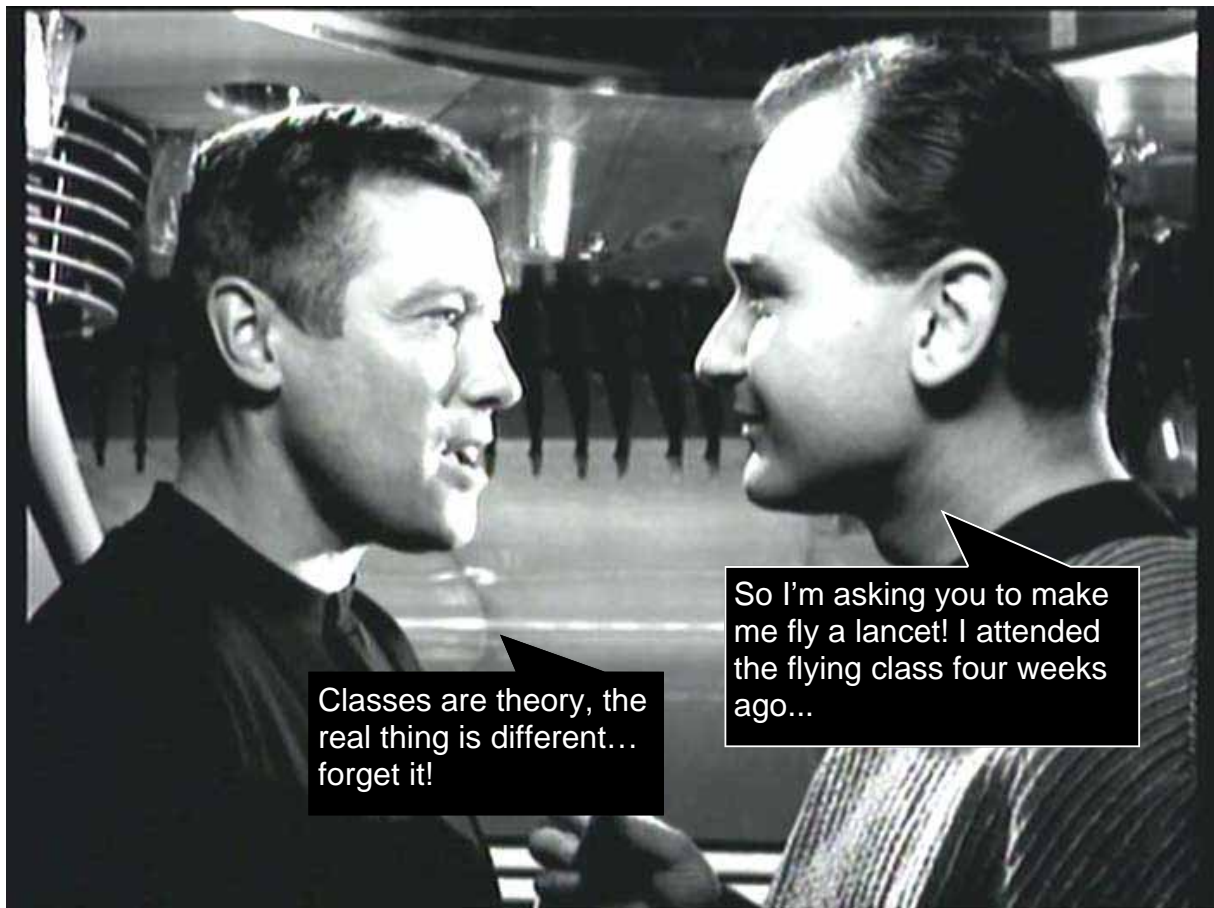 So I’m asking you to make
me fly a lancet! I attended
the flying class four weeks
ago...
Classes are theory, the
real thing is different…
forget it!